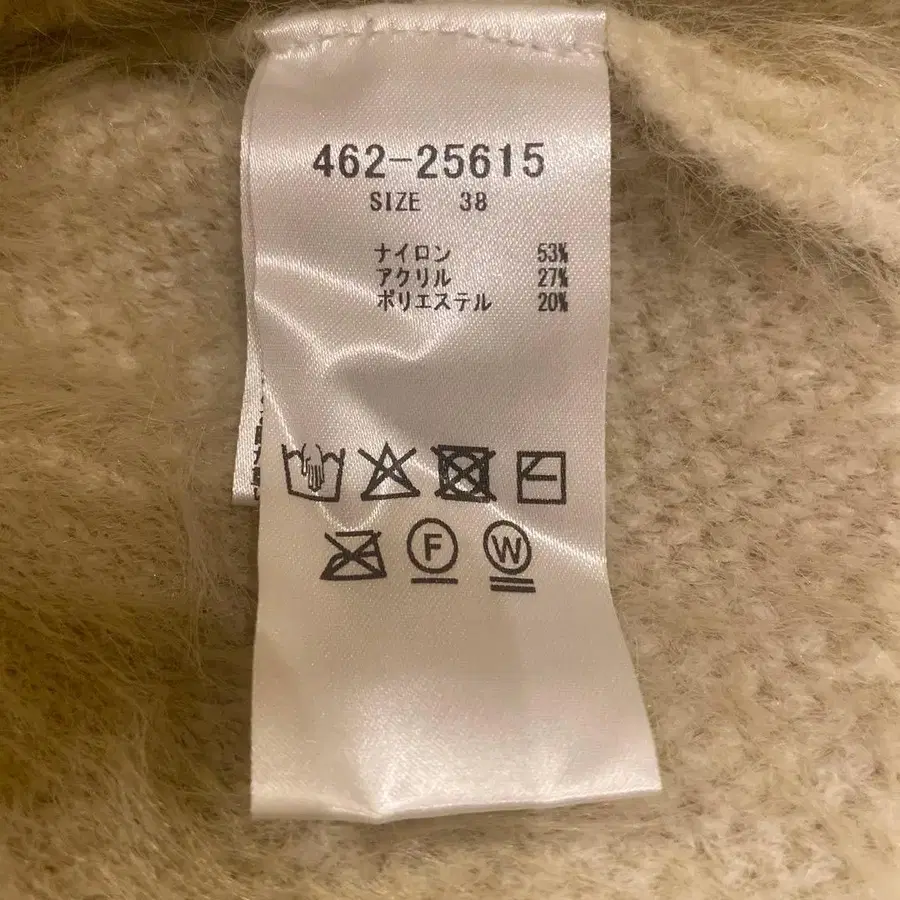 462-25615
SIZE 38
ナイロン 53%
アクリル 27%
ポリエステル 20%
F W